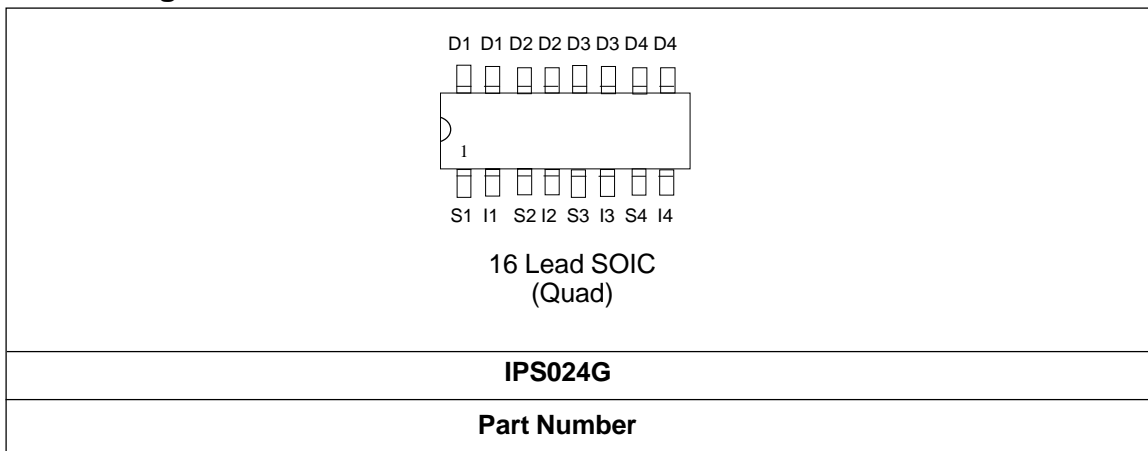 D1 D1 D2 D2 D3 D3 D4 D4
1
S1 I1 S2 I2 S3 I3 S4 I4
16 Lead SOIC
(Quad)
IPS024G
Part Number